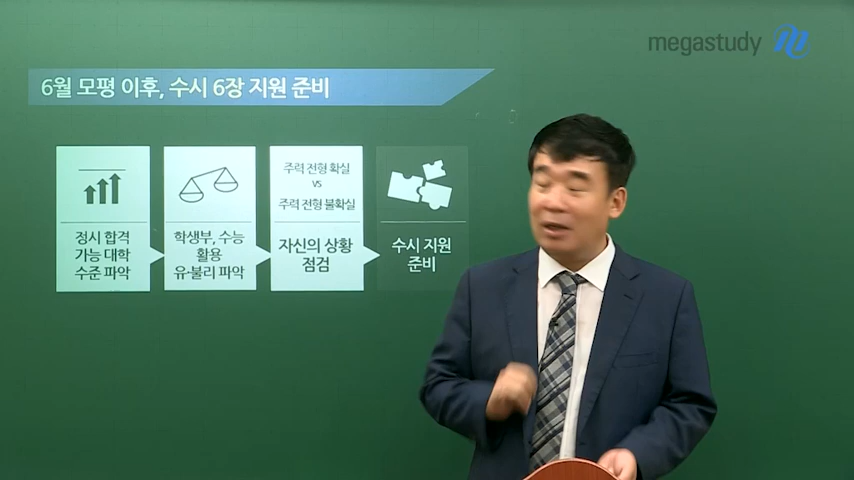 megastudy
6월 모평 이후, 수시 6장 지원 준비
정시 합격
가능 대학
수준 파악
학생부, 수능
활용
유·불리 파악
주력 전형 확실
vs
주력 전형 불확실
자신의 상황
점검
수시 지원
준비